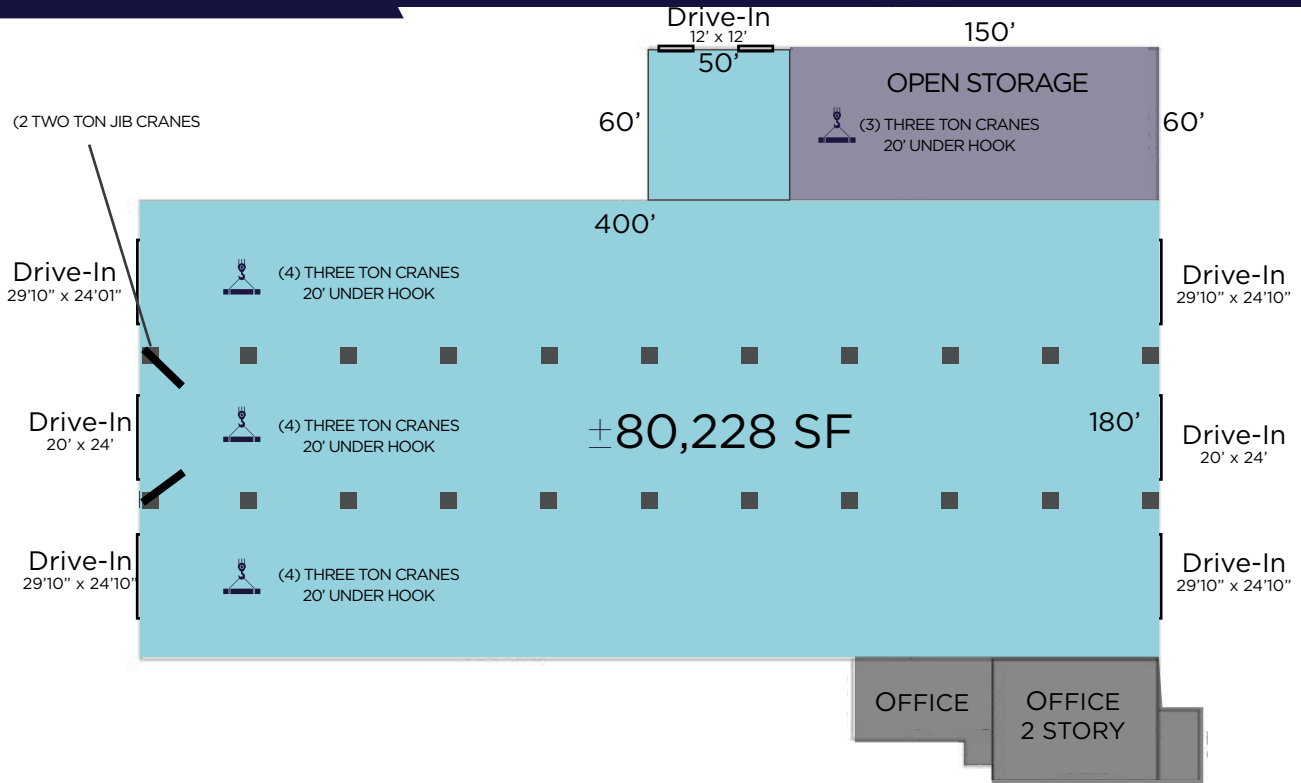 Drive-In
12’ x 12’
50’
150’
OPEN STORAGE
(3) THREE TON CRANES
20’ UNDER HOOK
60’
60’
(2 TWO TON JIB CRANES
400’
Drive-In
29’10” x 24’01”
(4) THREE TON CRANES
20’ UNDER HOOK
Drive-In
29’10” x 24’10”
Drive-In
20’ x 24’
(4) THREE TON CRANES
20’ UNDER HOOK
±80,228 SF
180’
Drive-In
20’ x 24’
Drive-In
29’10” x 24’10”
(4) THREE TON CRANES
20’ UNDER HOOK
Drive-In
29’10” x 24’10”
OFFICE
OFFICE
2 STORY